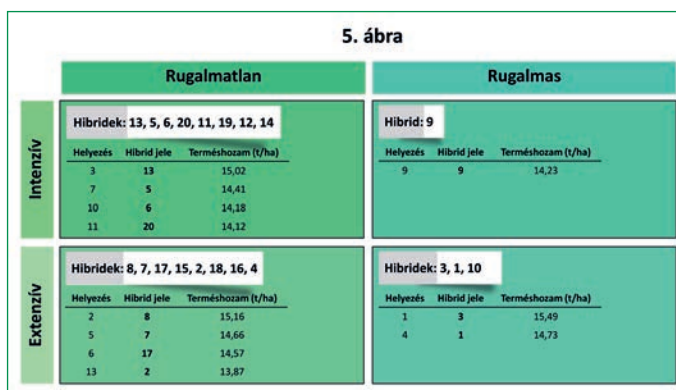 5. ábra
Rugalmatlan
Rugalmas
Intenzív
Hibridek: 13, 5, 6, 20, 11, 19, 12, 14
Helyezés Hibrid jele Terméshozam (t/ha)
3 13 15,02
7 5 14,41
10 6 14,18
11 20 14,12
Hibrid: 9
Helyezés Hibrid jele Terméshozam (t/ha)
9 9 14,23
Extenzív
Hibridek: 8, 7, 17, 15, 2, 18, 16, 4
Helyezés Hibrid jele Terméshozam (t/ha)
2 8 15,16
5 7 14,66
6 17 14,57
13 2 13,87
Hibridek: 3, 1, 10
Helyezés Hibrid jele Terméshozam (t/ha)
1 3 15,49
4 1 14,73